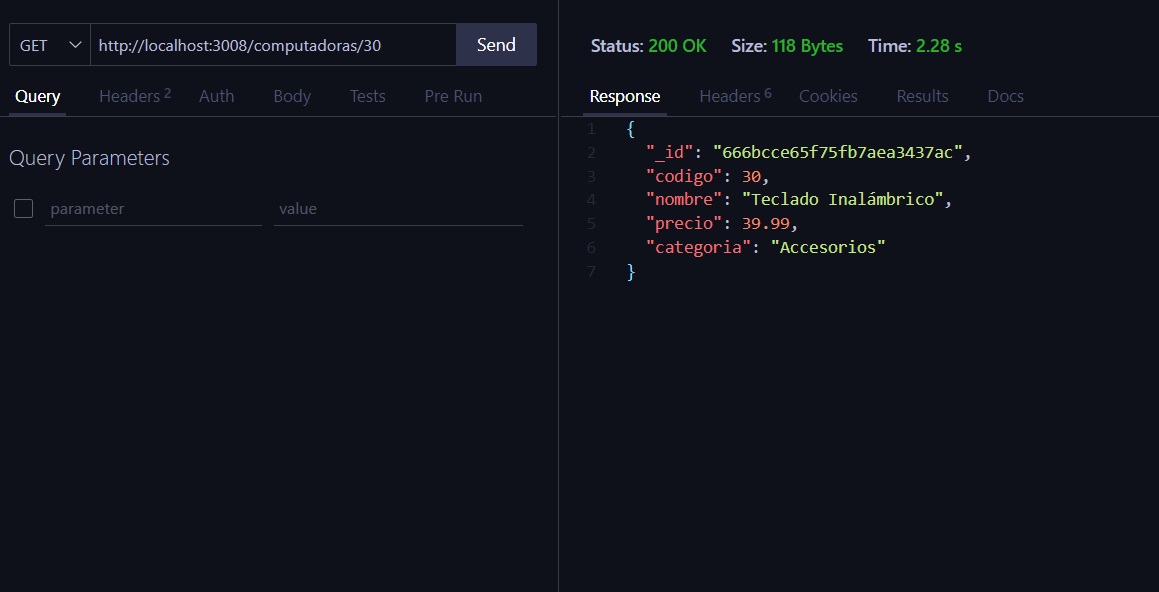 GET http://localhost:3008/computadoras/30 Send
Query Headers 2 Auth Body Tests Pre Run
Query Parameters
parameter value
Status: 200 OK Size: 118 Bytes Time: 2.28 s
Response Headers 6 Cookies Results Docs
1 {
2 "_id": "666bcce65f75fb7aea3437ac",
3 "codigo": 30,
4 "nombre": "Teclado Inalámbrico",
5 "precio": 39.99,
6 "categoria": "Accesorios"
7 }